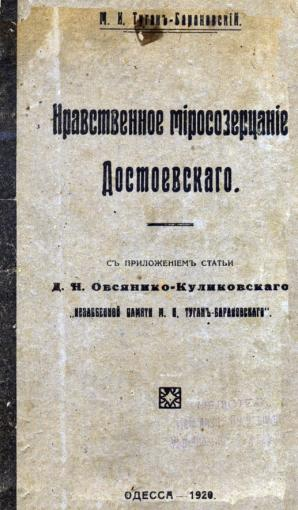 М. И. Туганъ-Барановскій.
Нравственное міросозерцаніе
Достоевскаго.
СЪ ПРИЛОЖЕНІЕМЪ СТАТЬИ
Д. Н. Овсянико-Куликовскаго
„НЕЗАБВЕННОЙ ПАМЯТИ М. И. ТУГАНЪ-БАРАНОВСКАГО".
ОДЕССА — 1920.